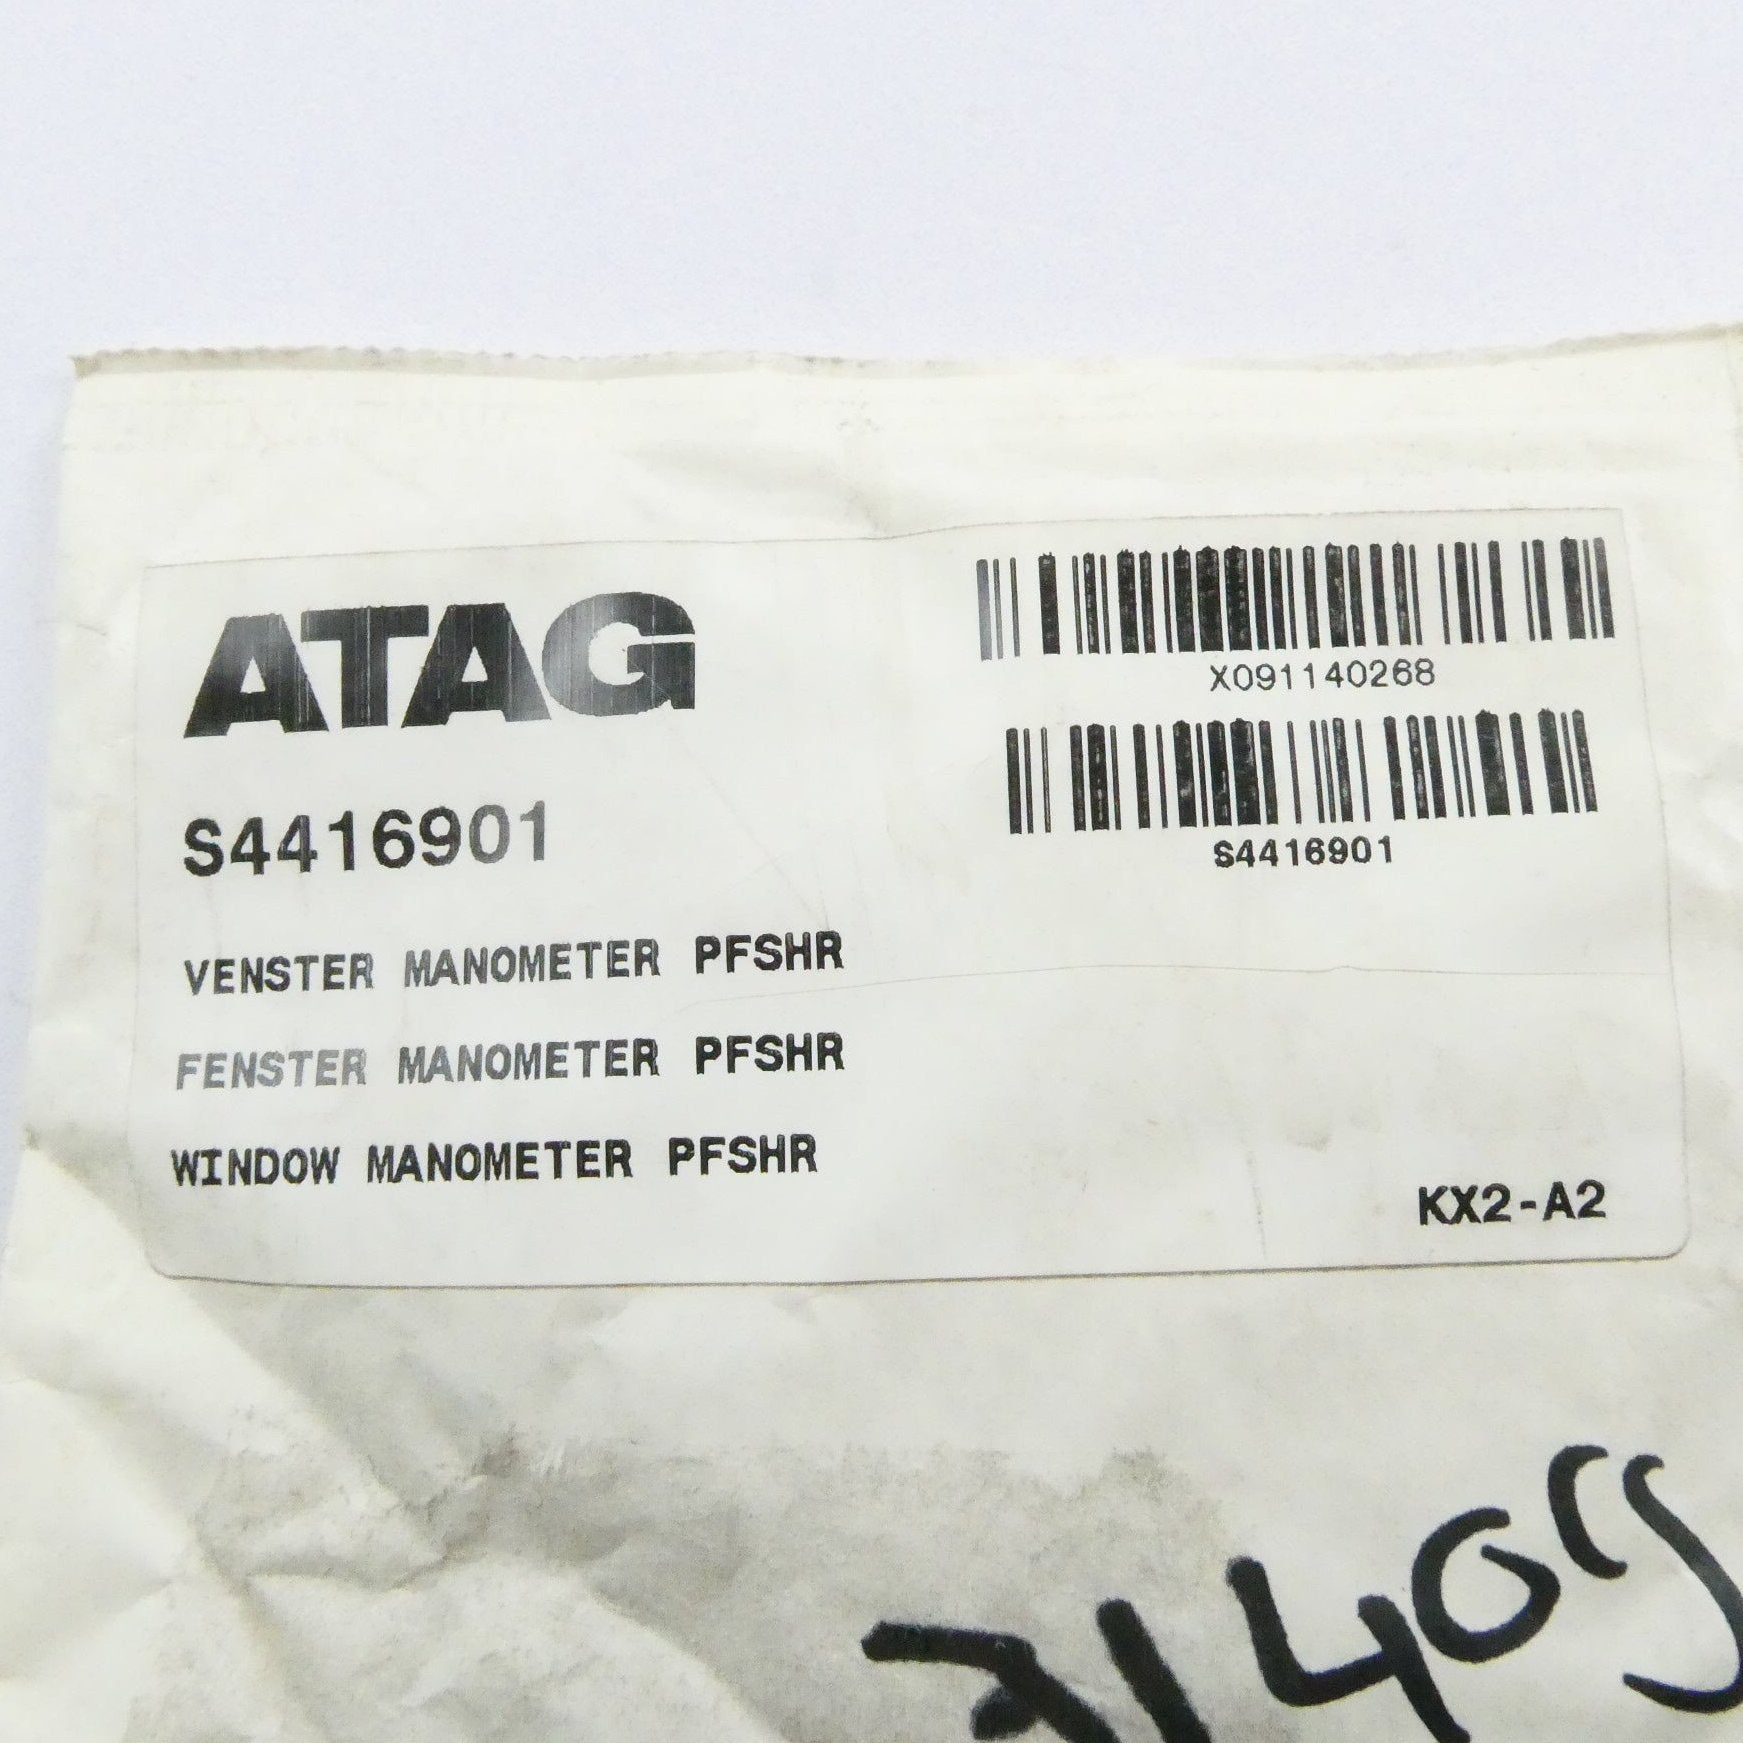 ATAG
X091140268
S4416901
S4416901
VENSTER MANOMETER PFSHR
FENSTER MANOMETER PFSHR
WINDOW MANOMETER PFSHR
KX2-A2